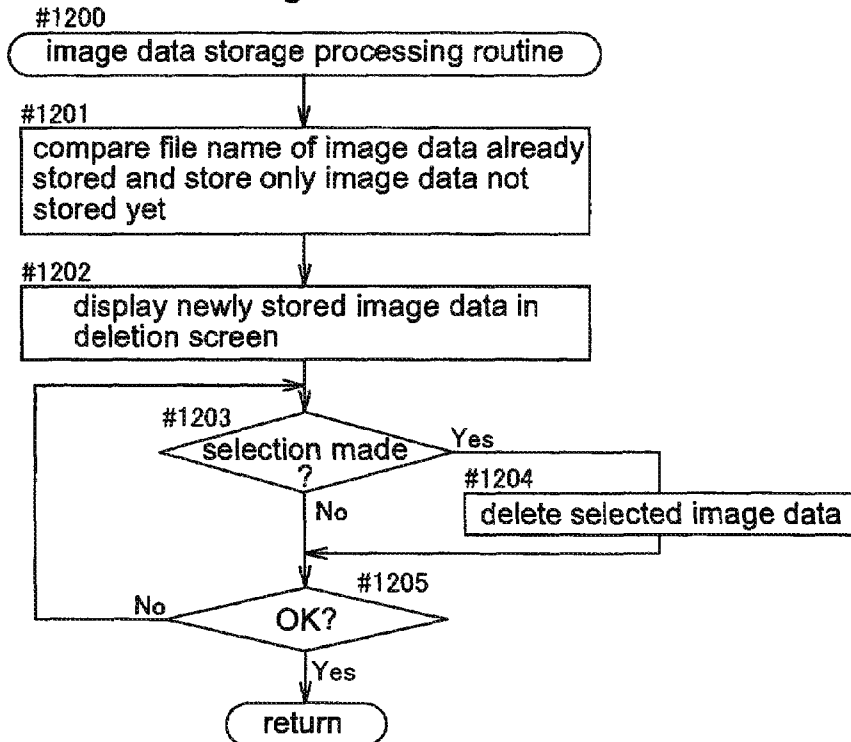 #1200
image data storage processing routine
#1201
compare file name of image data already
stored and store only image data not
stored yet
#1202
display newly stored image data in
deletion screen
#1203
selection made
?
Yes
#1204
delete selected image data
No
#1205
OK?
No
Yes
return